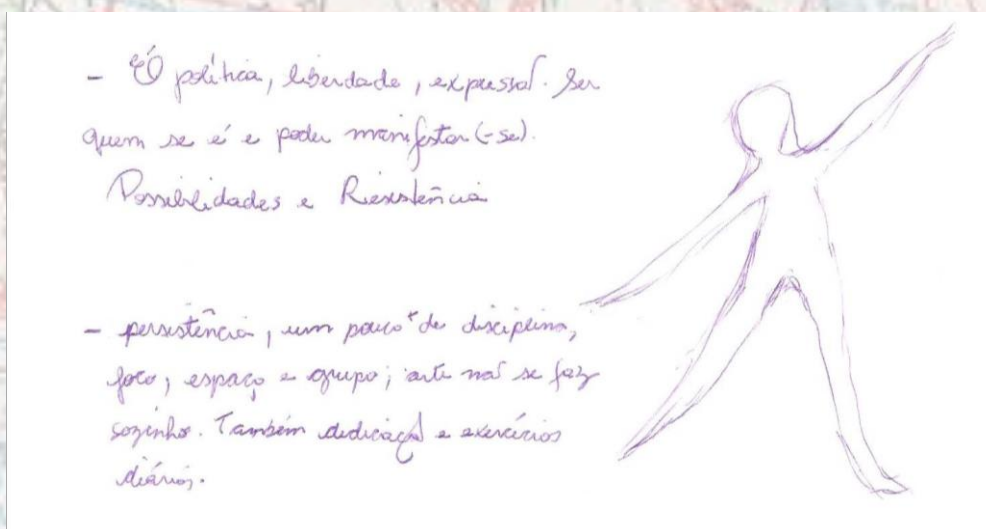 - É política, liberdade, expressão. Ser
quem se é e poder manifestar(-se).
Possibilidades e Resistência
- persistência, um pouco + de disciplina,
foco, espaço e grupo; arte não se faz
sozinho. Também dedicação e exercícios
diários.